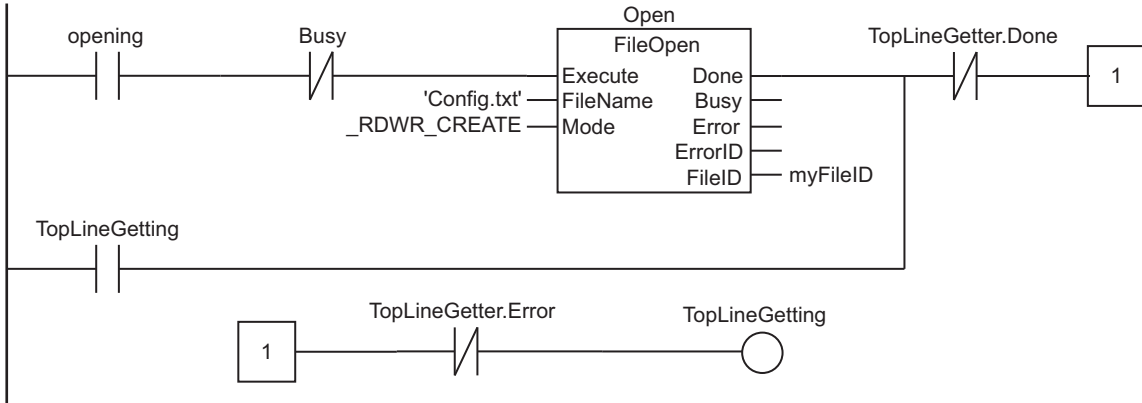 Open
opening
Busy
FileOpen
TopLineGetter.Done
Execute
Done
1
'Config.txt'
FileName
Busy
_RDWR_CREATE
Mode
Error
ErrorID
FileID
myFileID
TopLineGetting
TopLineGetter.Error
TopLineGetting
1